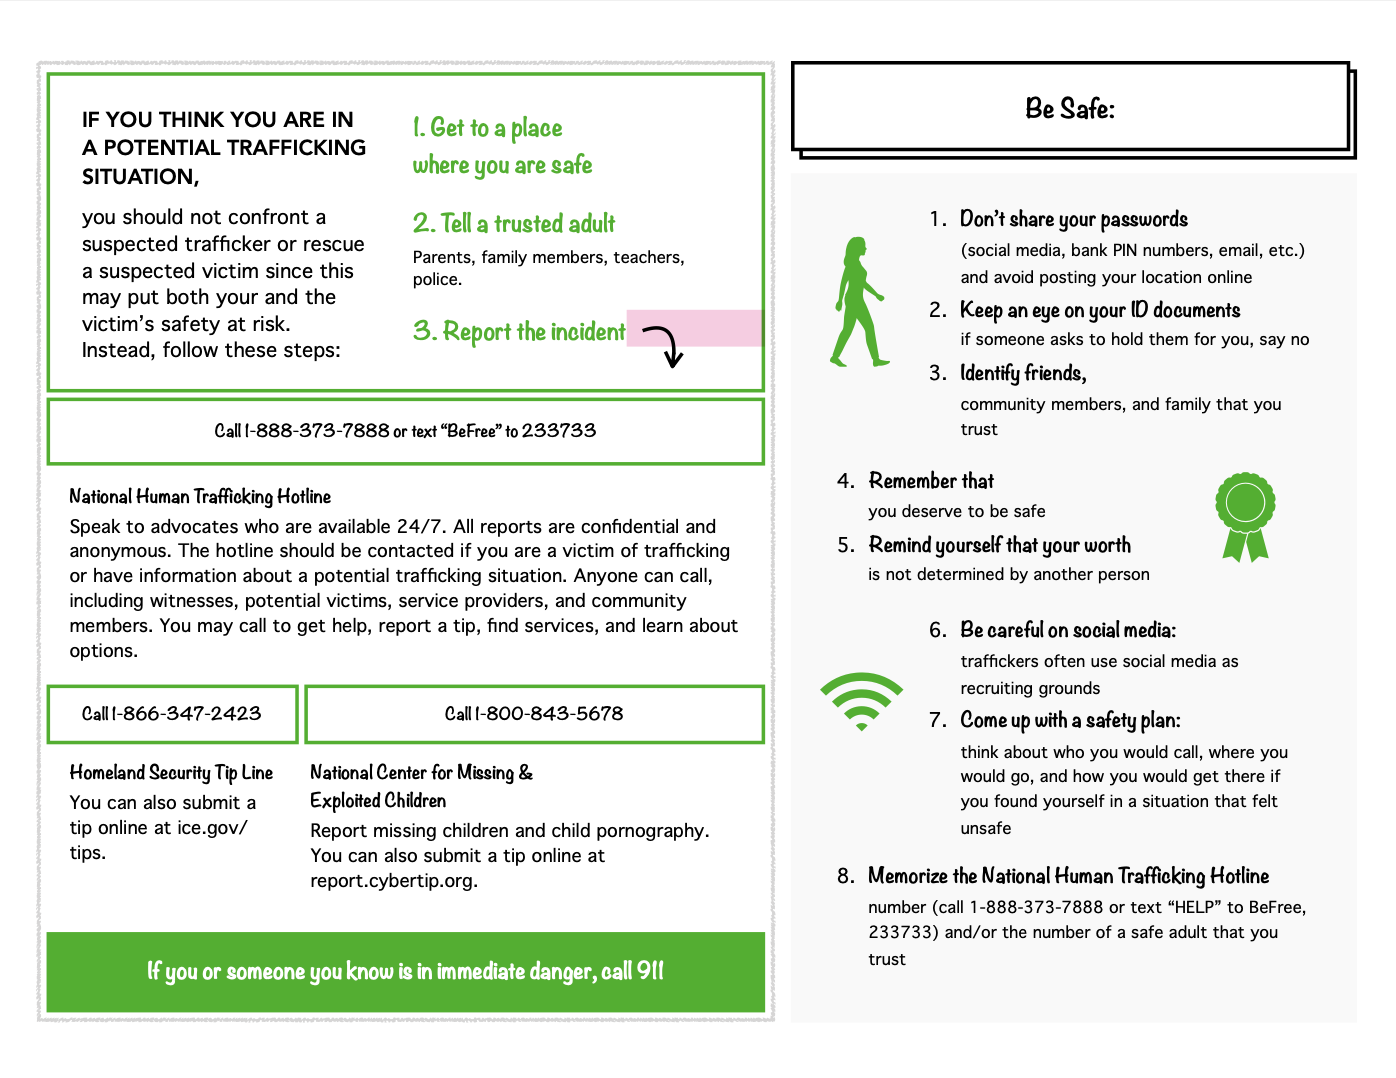 IF YOU THINK YOU ARE IN
A POTENTIAL TRAFFICKING
SITUATION,
you should not confront a
suspected trafficker or rescue
a suspected victim since this
may put both your and the
victim's safety at risk.
Instead, follow these steps:
1. Get to a place
where you are safe
2. Tell a trusted adult
Parents, family members, teachers,
police.
3. Report the incident
Call 1-888-373-7888 or text “BeFree” to 233733
National Human Trafficking Hotline
Speak to advocates who are available 24/7. All reports are confidential and
anonymous. The hotline should be contacted if you are a victim of trafficking
or have information about a potential trafficking situation. Anyone can call,
including witnesses, potential victims, service providers, and community
members. You may call to get help, report a tip, find services, and learn about
options.
Call 1-866-347-2423
Homeland Security Tip Line
You can also submit a
tip online at ice.gov/
tips.
Call 1-800-843-5678
National Center for Missing &
Exploited Children
Report missing children and child pornography.
You can also submit a tip online at
report.cybertip.org.
If you or someone you know is in immediate danger, call 911
Be Safe:
1. Don't share your passwords
(social media, bank PIN numbers, email, etc.)
and avoid posting your location online
2. Keep an eye on your ID documents
if someone asks to hold them for you, say no
3. Identify friends,
community members, and family that you
trust
4. Remember that
you deserve to be safe
5. Remind yourself that your worth
is not determined by another person
6. Be careful on social media:
traffickers often use social media as
recruiting grounds
7. Come up with a safety plan:
think about who you would call, where you
would go, and how you would get there if
you found yourself in a situation that felt
unsafe
8. Memorize the National Human Trafficking Hotline
number (call 1-888-373-7888 or text “HELP” to BeFree,
233733) and/or the number of a safe adult that you
trust